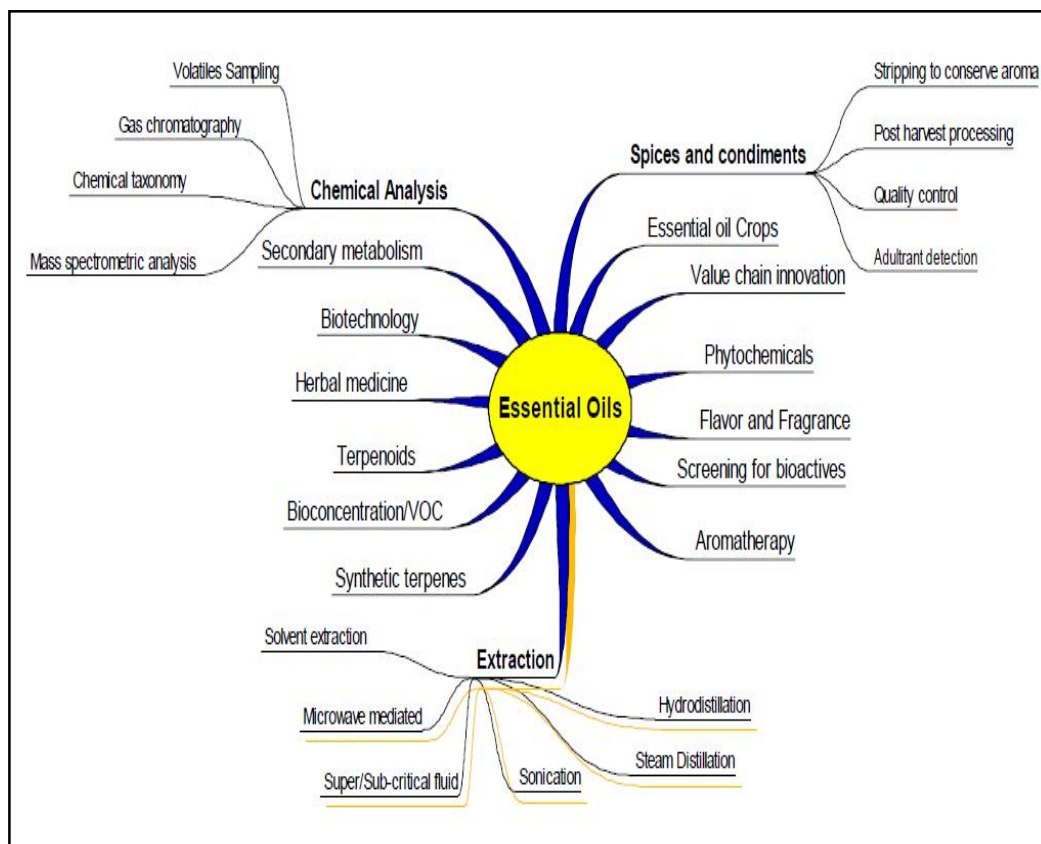 Volatiles Sampling
Gas chromatography
Chemical taxonomy
Mass spectrometric analysis
Chemical Analysis
Secondary metabolism
Biotechnology
Herbal medicine
Terpenoids
Bioconcentration/VOC
Synthetic terpenes
Essential Oils
Spices and condiments
Stripping to conserve aroma
Post harvest processing
Quality control
Adultrant detection
Essential oil Crops
Value chain innovation
Phytochemicals
Flavor and Fragrance
Screening for bioactives
Aromatherapy
Extraction
Solvent extraction
Microwave mediated
Super/Sub-critical fluid
Sonication
Steam Distillation
Hydrodistillation